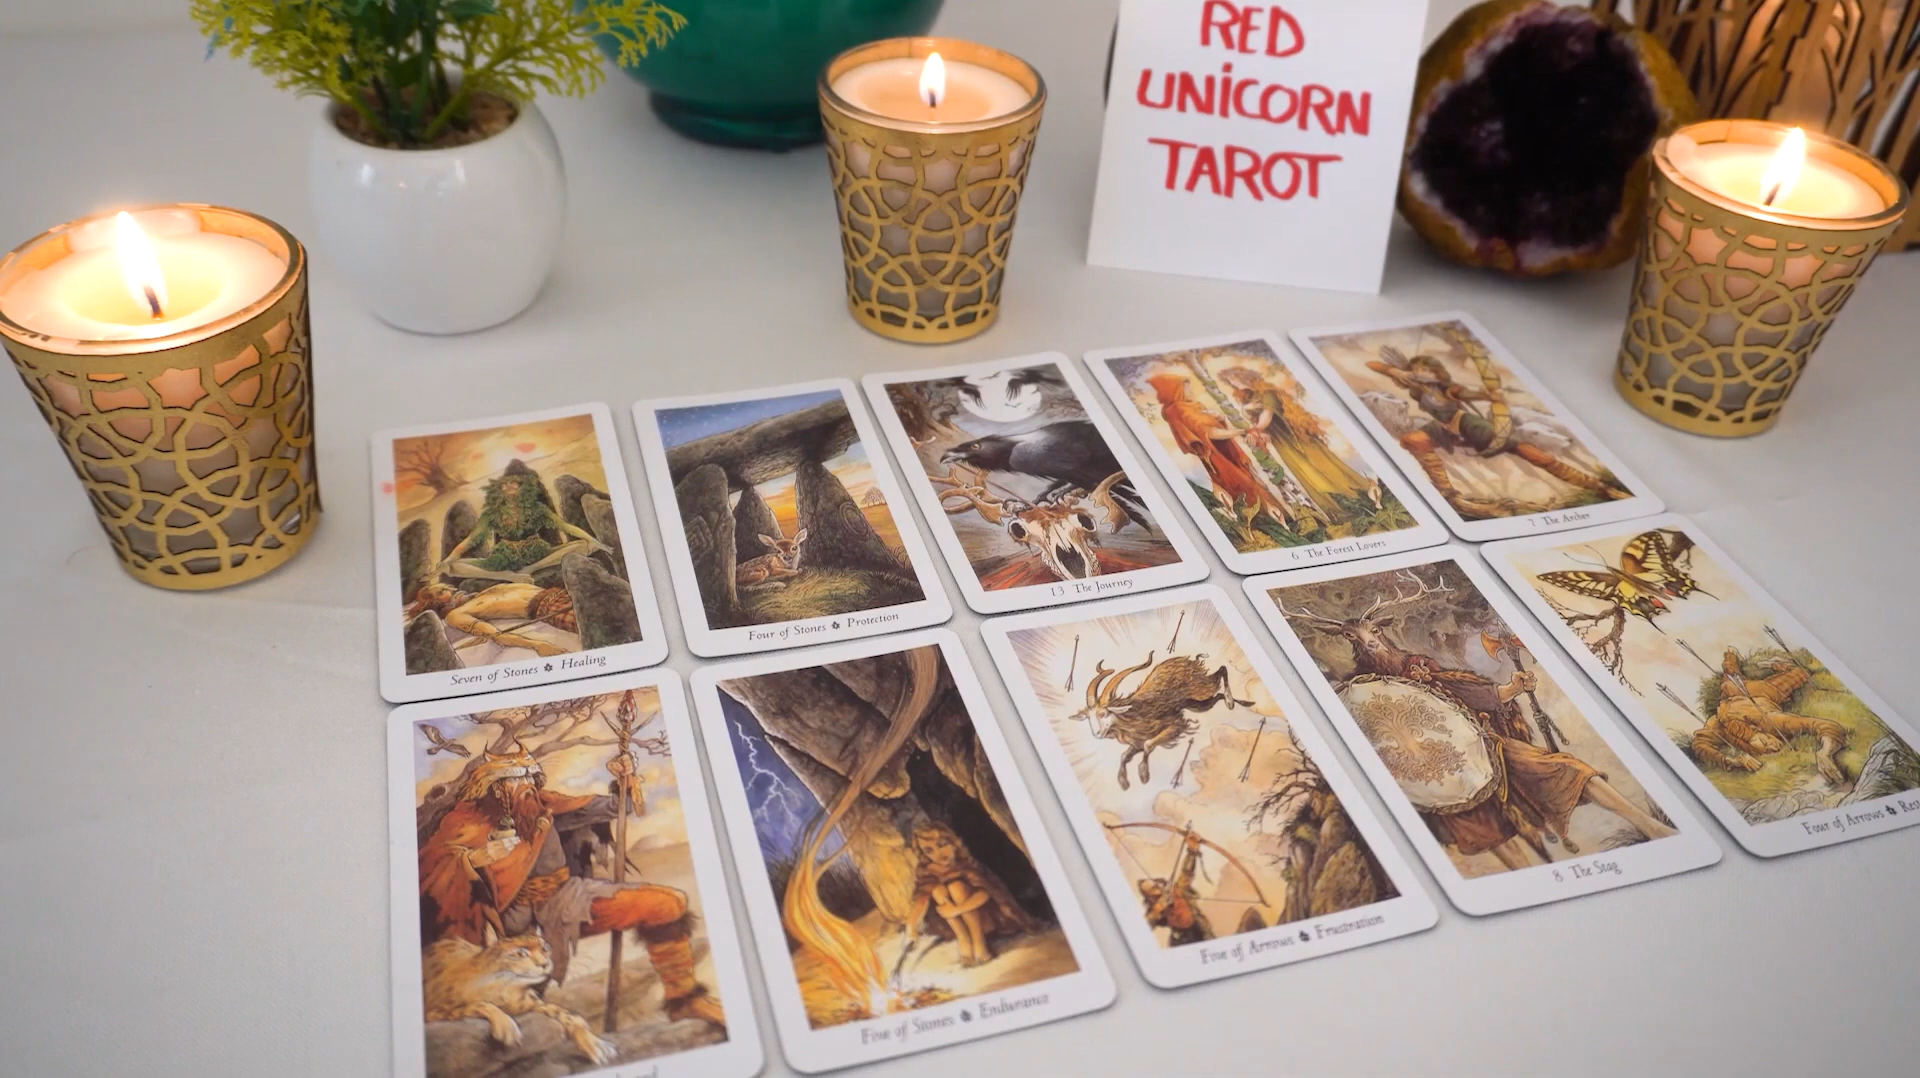 RED
UNICORN
TAROT
Seven of Stones Healing
Four of Stones Protection
13 The Journey
6 The Forest Lovers
7 The Archer
Five of Stones Endurance
Five of Arrows Frustration
8 The Stag
Four of Arrows